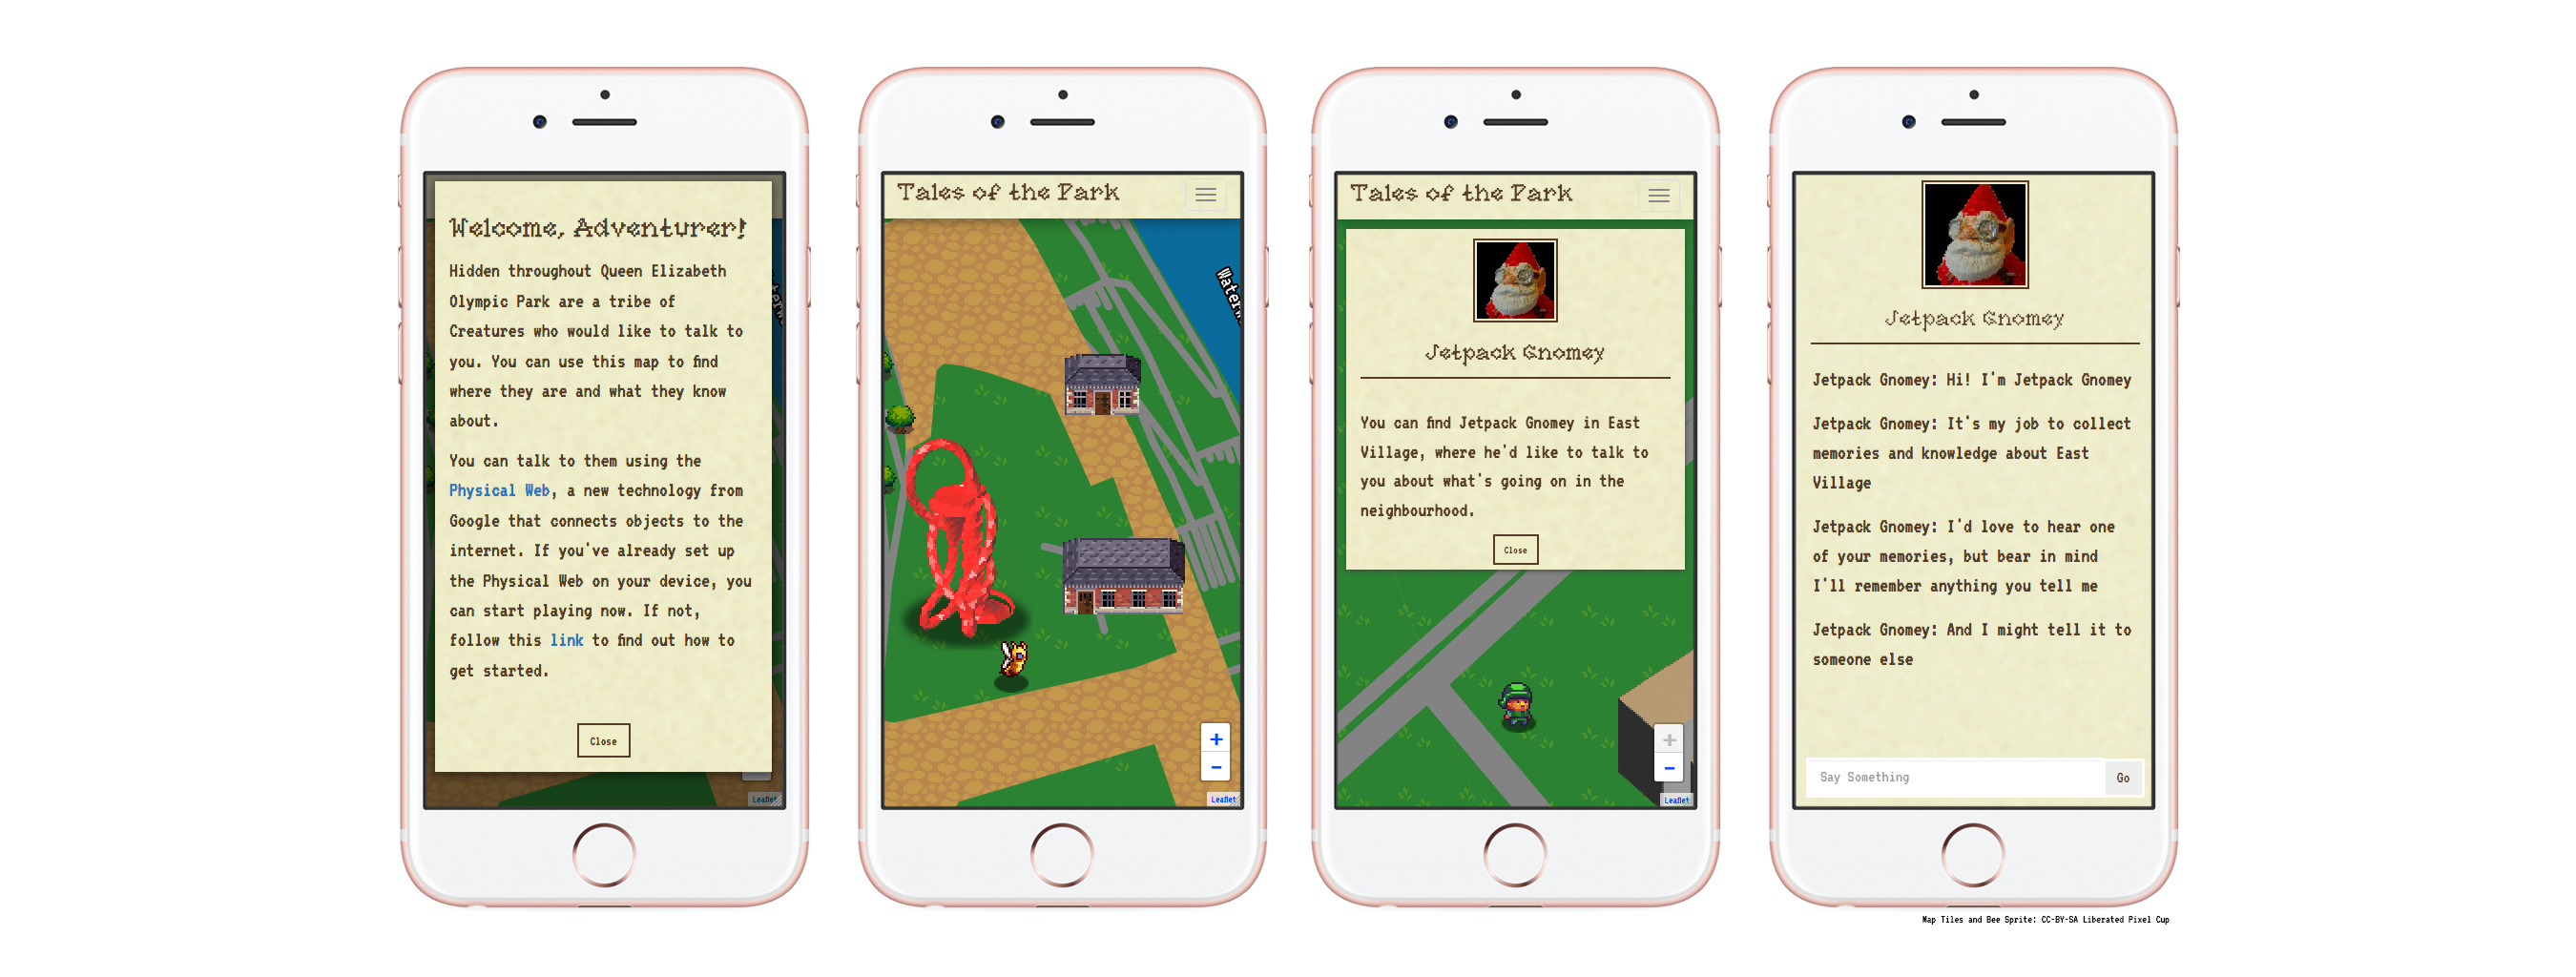 Welcome, Adventurer!
Hidden throughout Queen Elizabeth
Olympic Park are a tribe of
Creatures who would like to talk to
you. You can use this map to find
where they are and what they know
about.
You can talk to them using the
Physical Web, a new technology from
Google that connects objects to the
internet. If you've already set up
the Physical Web on your device, you
can start playing now. If not,
follow this link to find out how to
get started.
Close
Leaflet
Tales of the Park
+
-
Leaflet
Tales of the Park
Jetpack Gnomey
You can find Jetpack Gnomey in East
Village, where he'd like to talk to
you about what's going on in the
neighbourhood.
Close
+
-
Leaflet
Jetpack Gnomey
Jetpack Gnomey: Hi! I'm Jetpack Gnomey
Jetpack Gnomey: It's my job to collect
memories and knowledge about East
Village
Jetpack Gnomey: I'd love to hear one
of your memories, but bear in mind
I'll remember anything you tell me
Jetpack Gnomey: And I might tell it to
someone else
Say Something
Go
Map Tiles and Bee Sprite: CC-BY-SA Liberated Pixel Cup